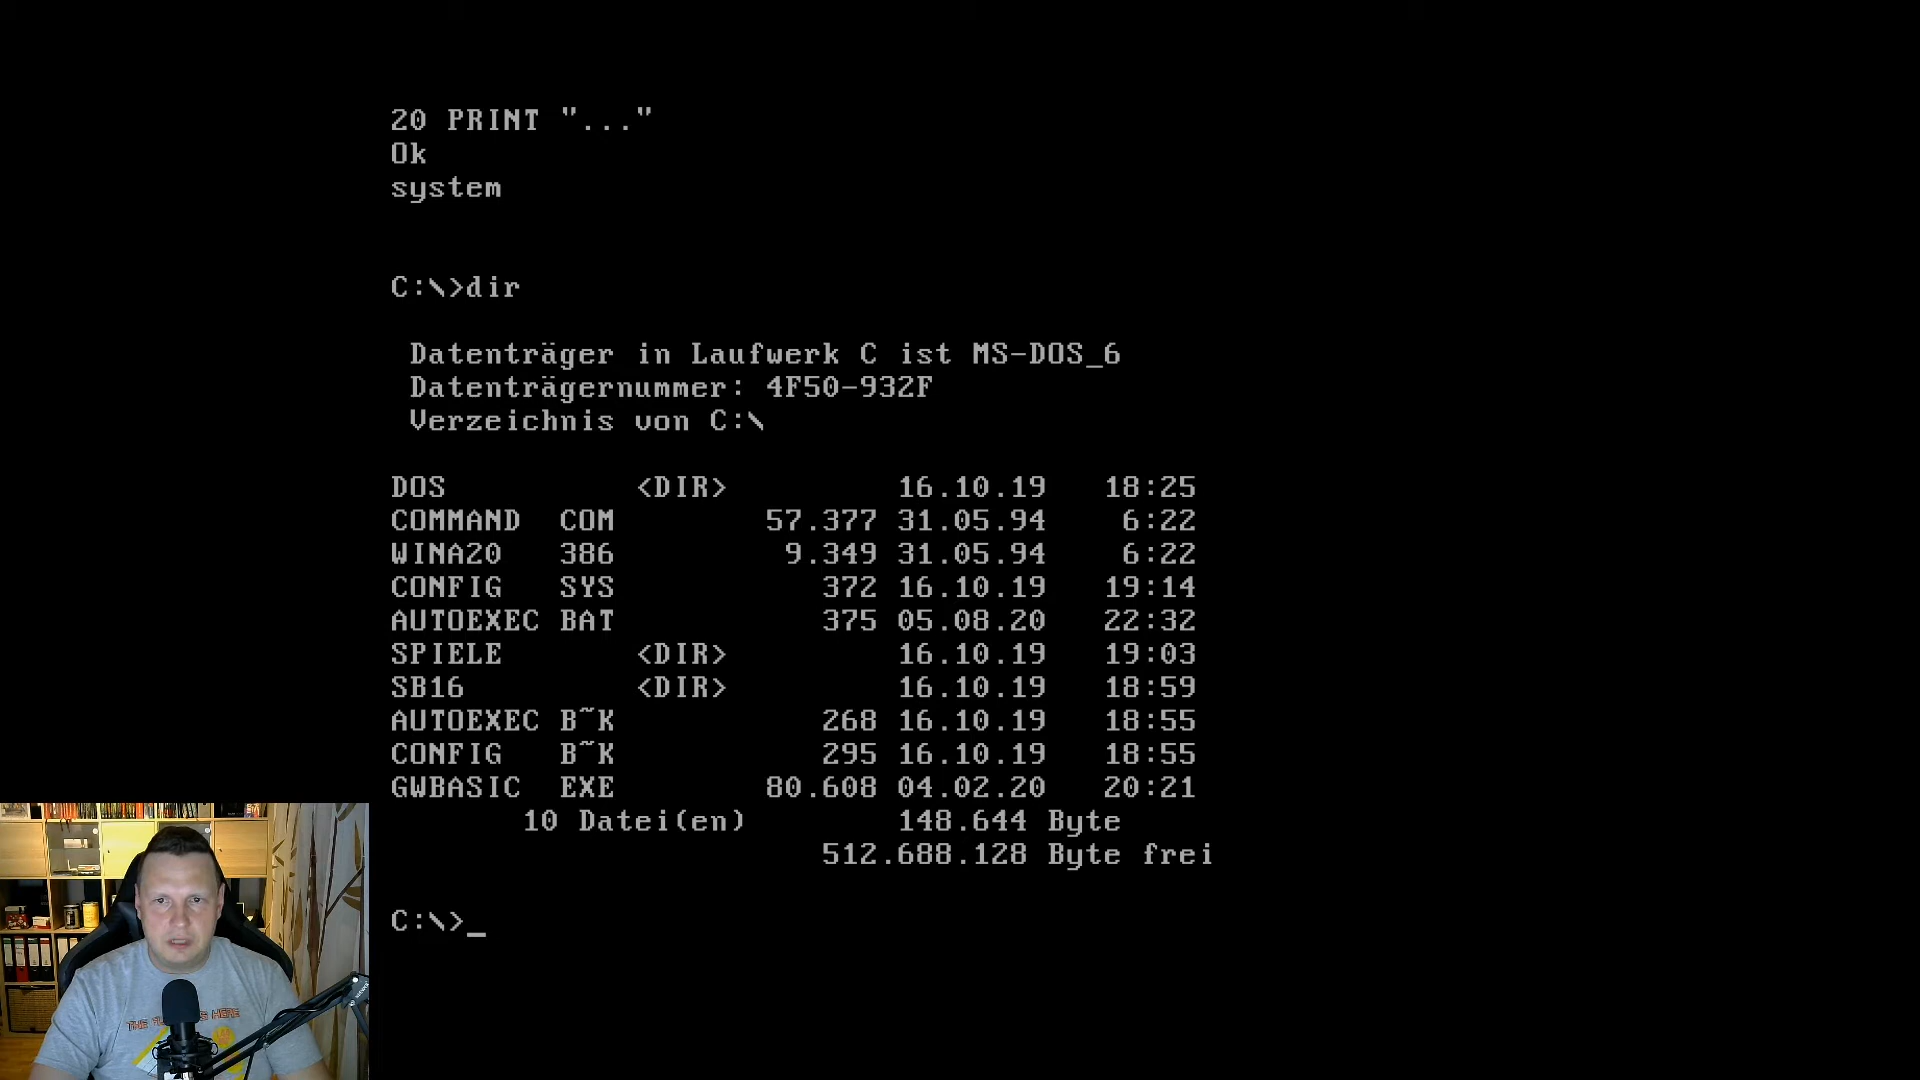 20 PRINT "..."
Ok
system
C:\>dir
Datenträger in Laufwerk C ist MS-DOS_6
Datenträgernummer: 4F50-932F
Verzeichnis von C:\
DOS <DIR> 16.10.19 18:25
COMMAND COM 57.377 31.05.94 6:22
WINA20 386 9.349 31.05.94 6:22
CONFIG SYS 372 16.10.19 19:14
AUTOEXEC BAT 375 05.08.20 22:32
SPIELE <DIR> 16.10.19 19:03
SB16 <DIR> 16.10.19 18:59
AUTOEXEC B~K 268 16.10.19 18:55
CONFIG B~K 295 16.10.19 18:55
GWBASIC EXE 80.608 04.02.20 20:21
10 Datei(en) 148.644 Byte
512.688.128 Byte frei
C:\>_
THE HERE